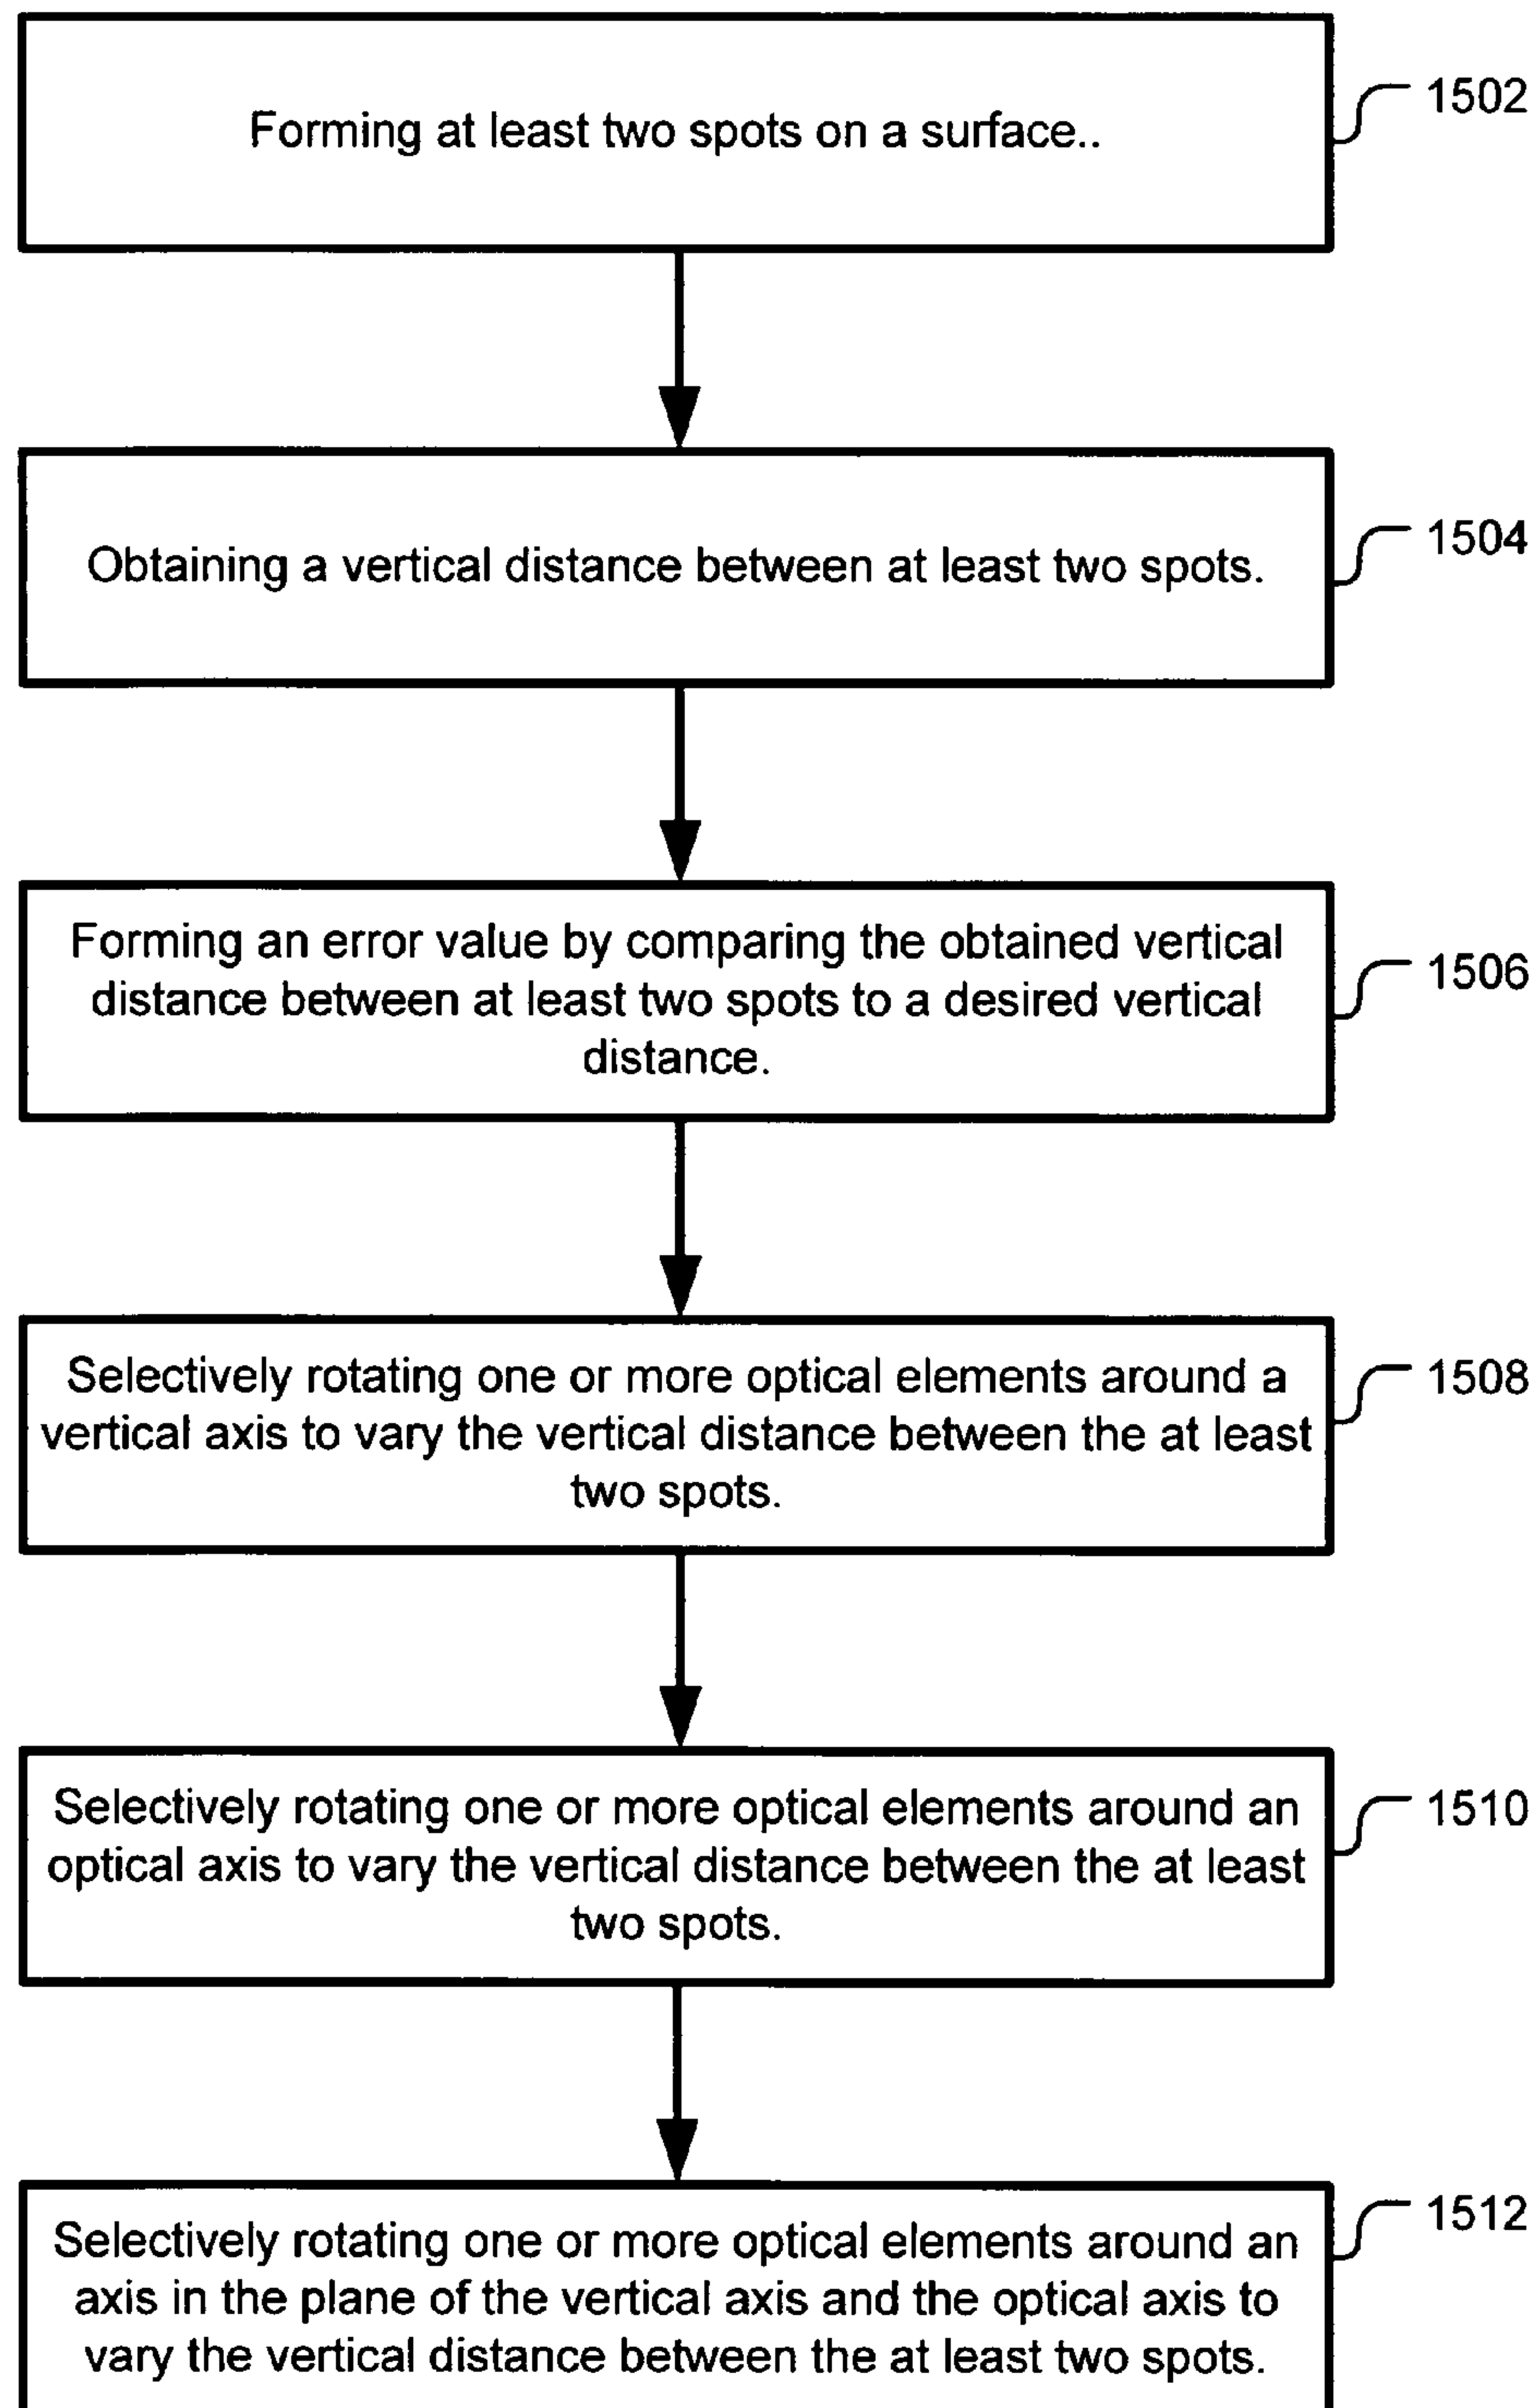 Forming at least two spots on a surface..
1502
Obtaining a vertical distance between at least two spots.
1504
Forming an error value by comparing the obtained vertical
distance between at least two spots to a desired vertical
distance.
1506
Selectively rotating one or more optical elements around a
vertical axis to vary the vertical distance between the at least
two spots.
1508
Selectively rotating one or more optical elements around an
optical axis to vary the vertical distance between the at least
two spots.
1510
Selectively rotating one or more optical elements around an
axis in the plane of the vertical axis and the optical axis to
vary the vertical distance between the at least two spots.
1512